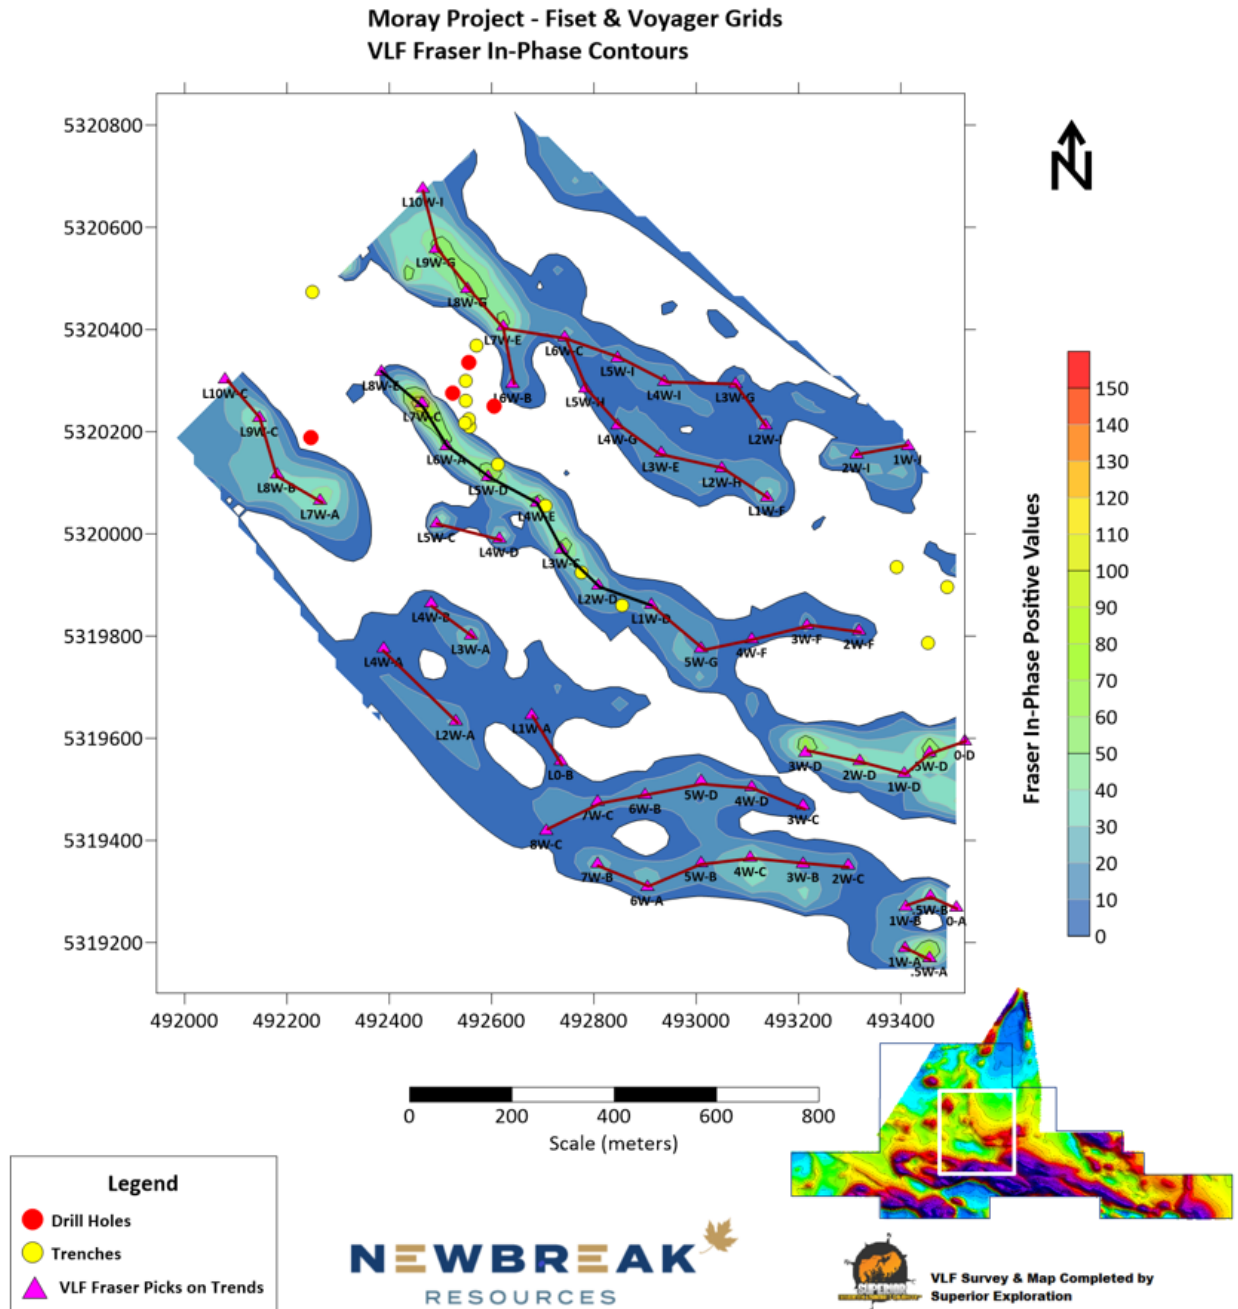 Moray Project - Fiset & Voyager Grids
VLF Fraser In-Phase Contours
5320800
5320600
5320400
5320200
5320000
5319800
5319600
5319400
5319200
492000 492200 492400 492600 492800 493000 493200 493400
L10W-I
L9W-G
L8W-G
L7W-E
L6W-C
L6W-B
L5W-I
L4W-I
L3W-G
L2W-I
L5W-H
L4W-G
L3W-E
L2W-H
L1W-F
2W-I
1W-I
L10W-C
L9W-C
L8W-B
L7W-A
L8W-E
L7W-C
L6W-A
L5W-D
L4W-E
L3W-C
L2W-D
L1W-D
5W-G
4W-F
3W-F
2W-F
L5W-C
L4W-D
L4W-B
L3W-A
L4W-A
L2W-A
L1W-A
L0-B
3W-D
2W-D
1W-D
.5W-D
0-D
8W-C
7W-C
6W-B
5W-D
4W-D
3W-C
7W-B
6W-A
5W-B
4W-C
3W-B
2W-C
1W-B
.5W-B
0-A
1W-A
.5W-A
N
Fraser In-Phase Positive Values
150
140
130
120
110
100
90
80
70
60
50
40
30
20
10
0
0 200 400 600 800
Scale (meters)
Legend
Drill Holes
Trenches
VLF Fraser Picks on Trends
NEWBREAK
RESOURCES
SUPERIOR
VLF Survey & Map Completed by
Superior Exploration